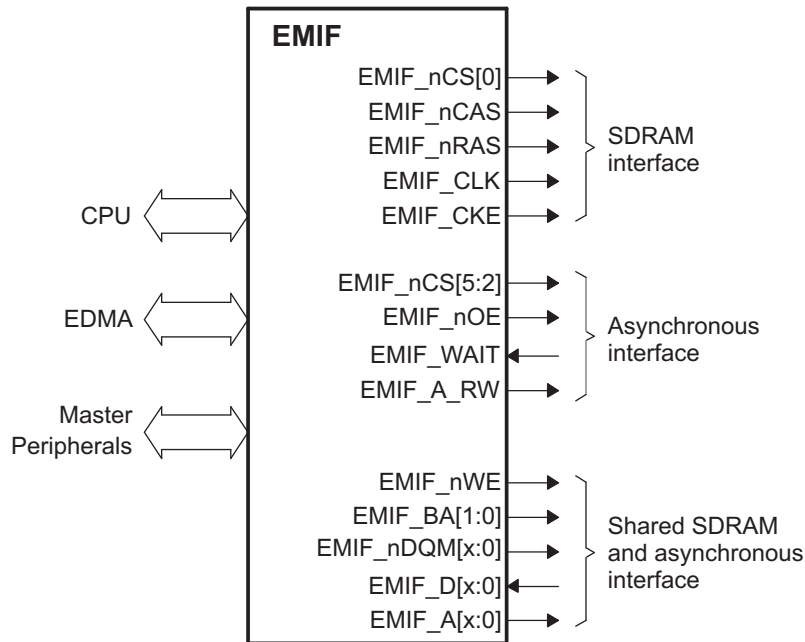 EMIF
EMIF_nCS[0]
EMIF_nCAS
EMIF_nRAS
EMIF_CLK
EMIF_CKE
SDRAM
interface
CPU
EDMA
Master
Peripherals
EMIF_nCS[5:2]
EMIF_nOE
EMIF_WAIT
EMIF_A_RW
Asynchronous
interface
EMIF_nWE
EMIF_BA[1:0]
EMIF_nDQM[x:0]
EMIF_D[x:0]
EMIF_A[x:0]
Shared SDRAM
and asynchronous
interface